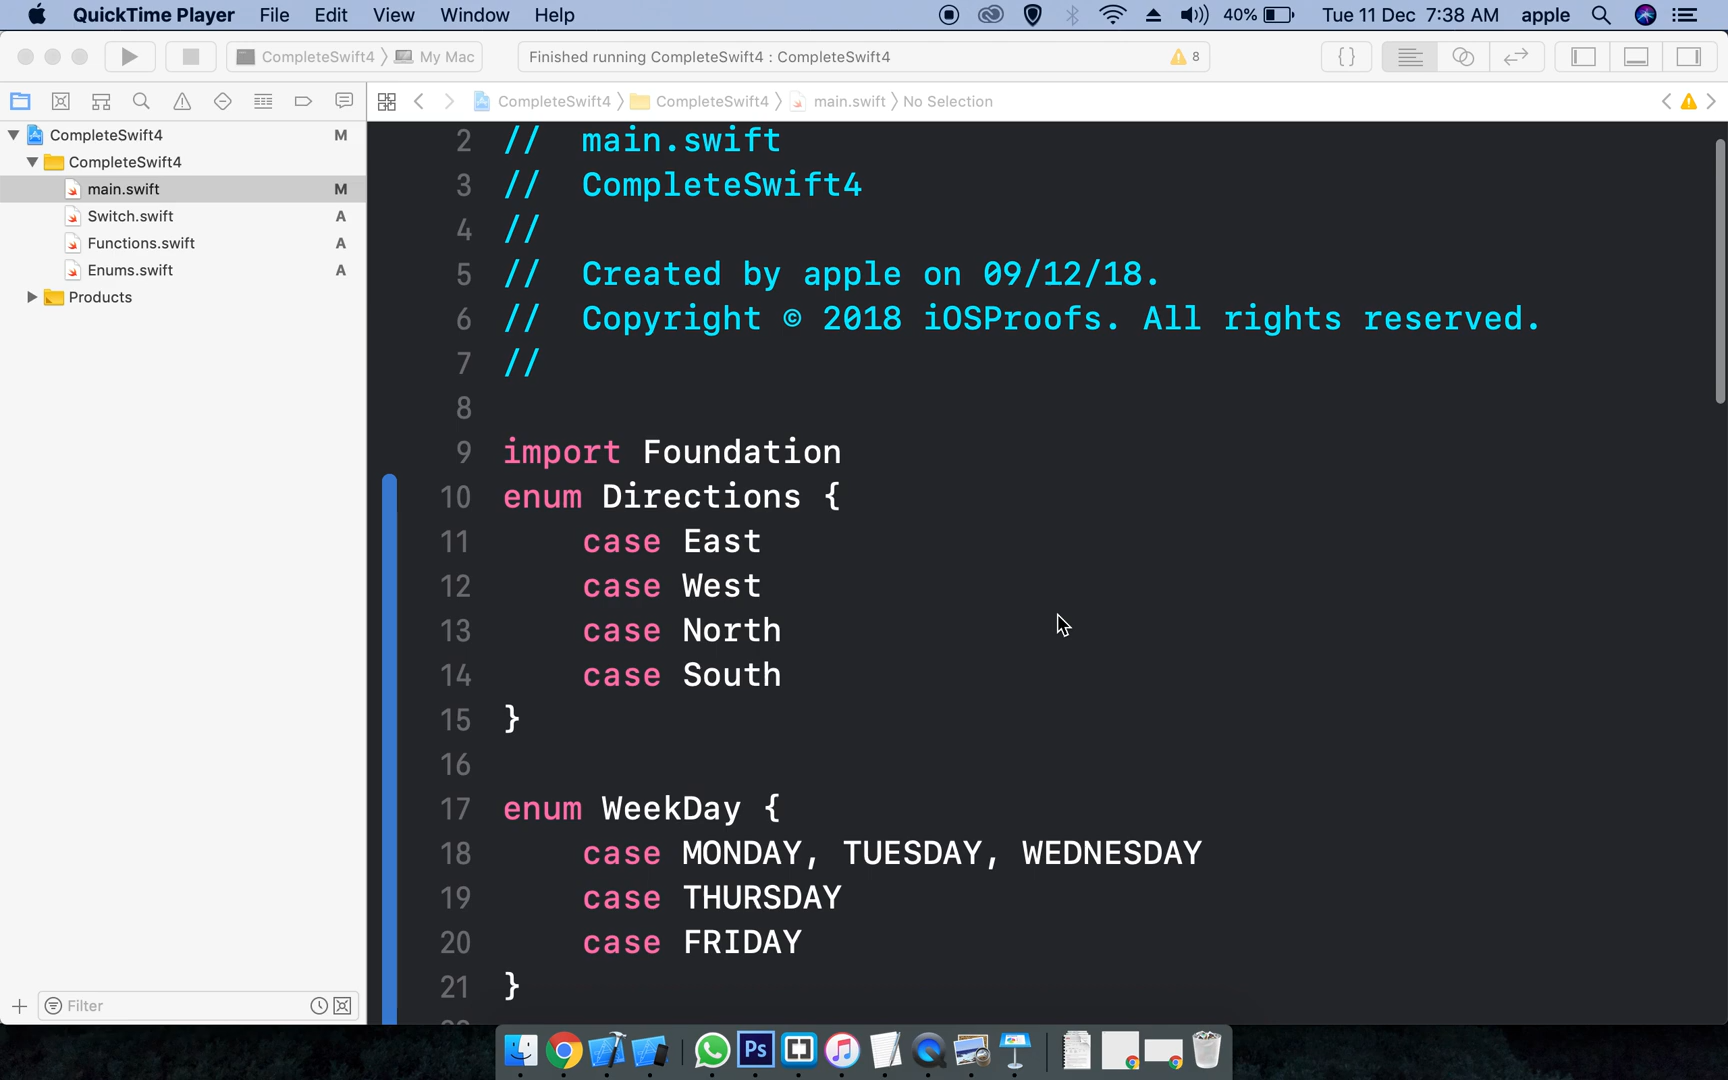 QuickTime Player File Edit View Window Help 40% Tue 11 Dec 7:38 AM apple
CompleteSwift4 My Mac Finished running CompleteSwift4 : CompleteSwift4 8 {}
CompleteSwift4 CompleteSwift4 main.swift No Selection
CompleteSwift4 M
CompleteSwift4
main.swift M
Switch.swift A
Functions.swift A
Enums.swift A
Products
2 // main.swift
3 // CompleteSwift4
4 //
5 // Created by apple on 09/12/18.
6 // Copyright © 2018 iOSProofs. All rights reserved.
7 //
8
9 import Foundation
10 enum Directions {
11 case East
12 case West
13 case North
14 case South
15 }
16
17 enum WeekDay {
18 case MONDAY, TUESDAY, WEDNESDAY
19 case THURSDAY
20 case FRIDAY
21 }
Filter
Ps